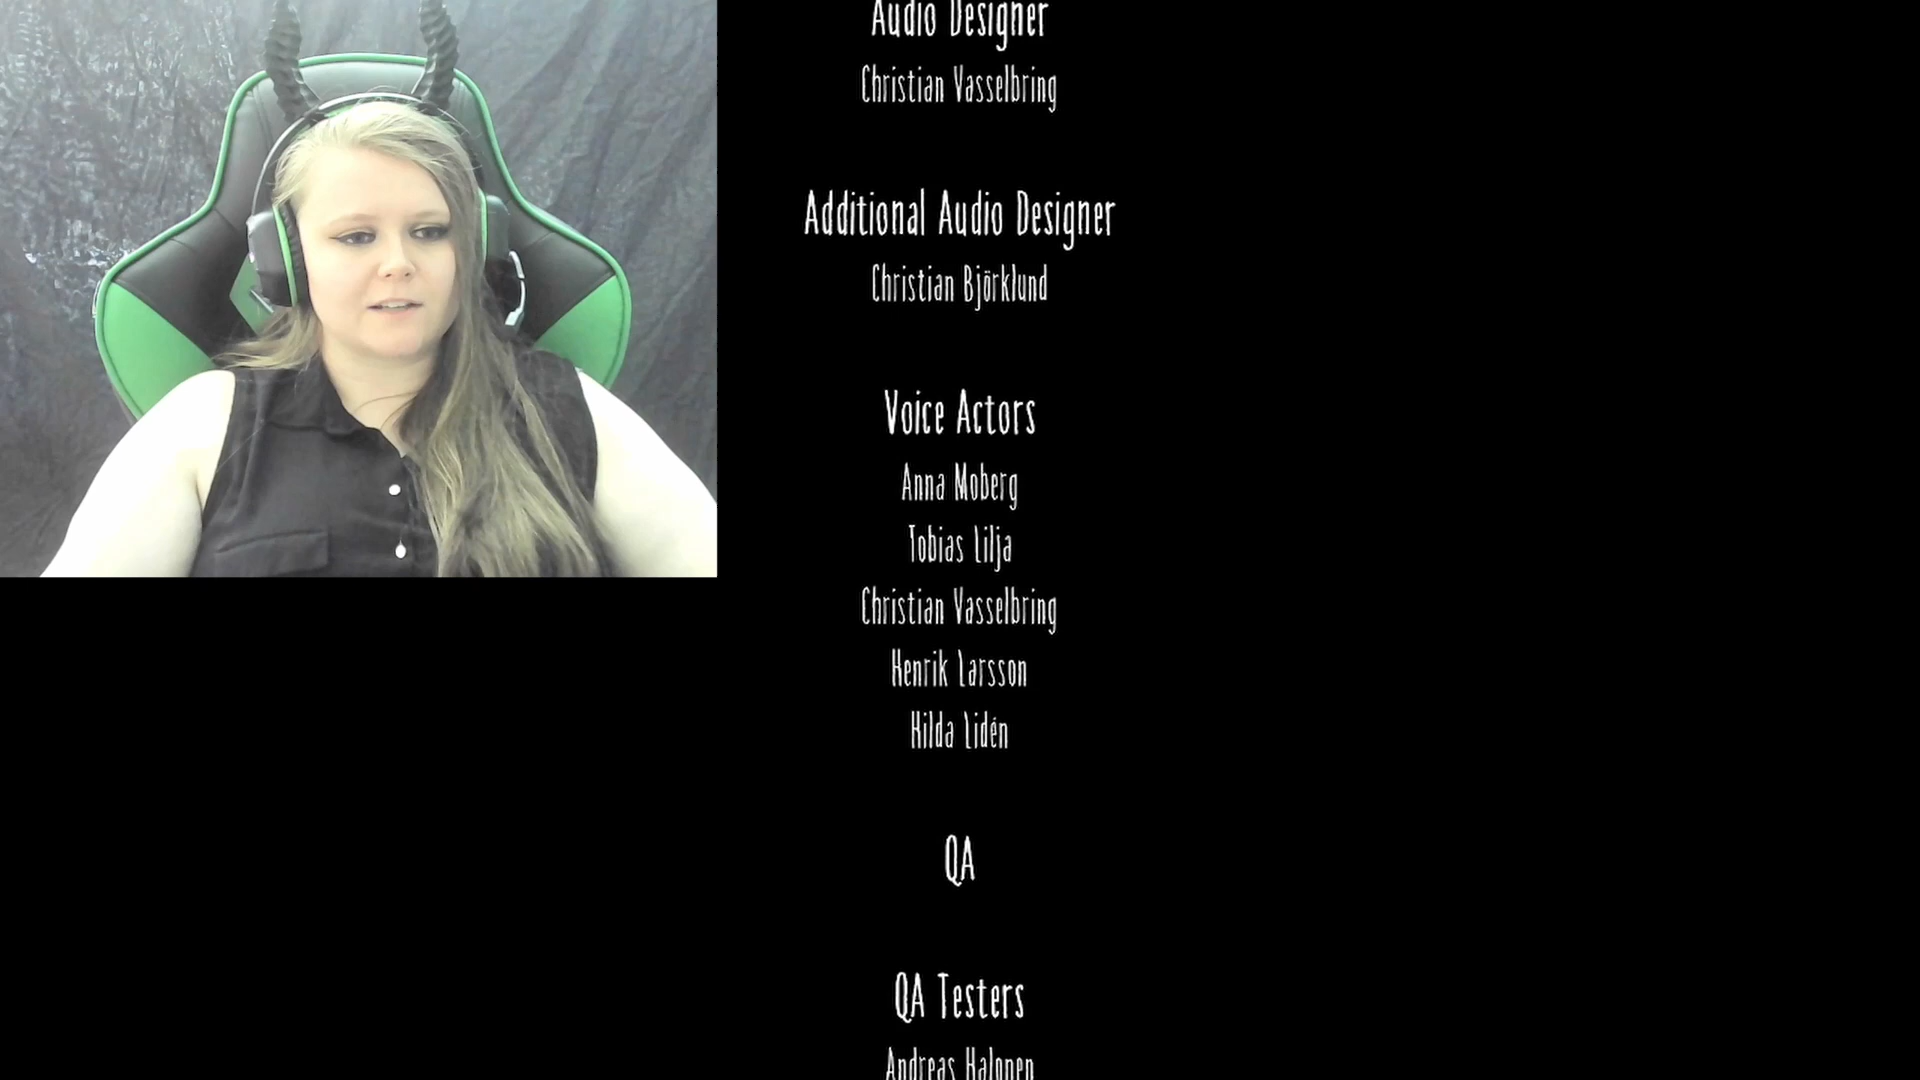 Audio Designer
Christian Vasselbring
Additional Audio Designer
Christian Björklund
Voice Actors
Anna Moberg
Tobias Lilja
Christian Vasselbring
Henrik Larsson
Hilda Lidén
QA
QA Testers
Andreas Halonen